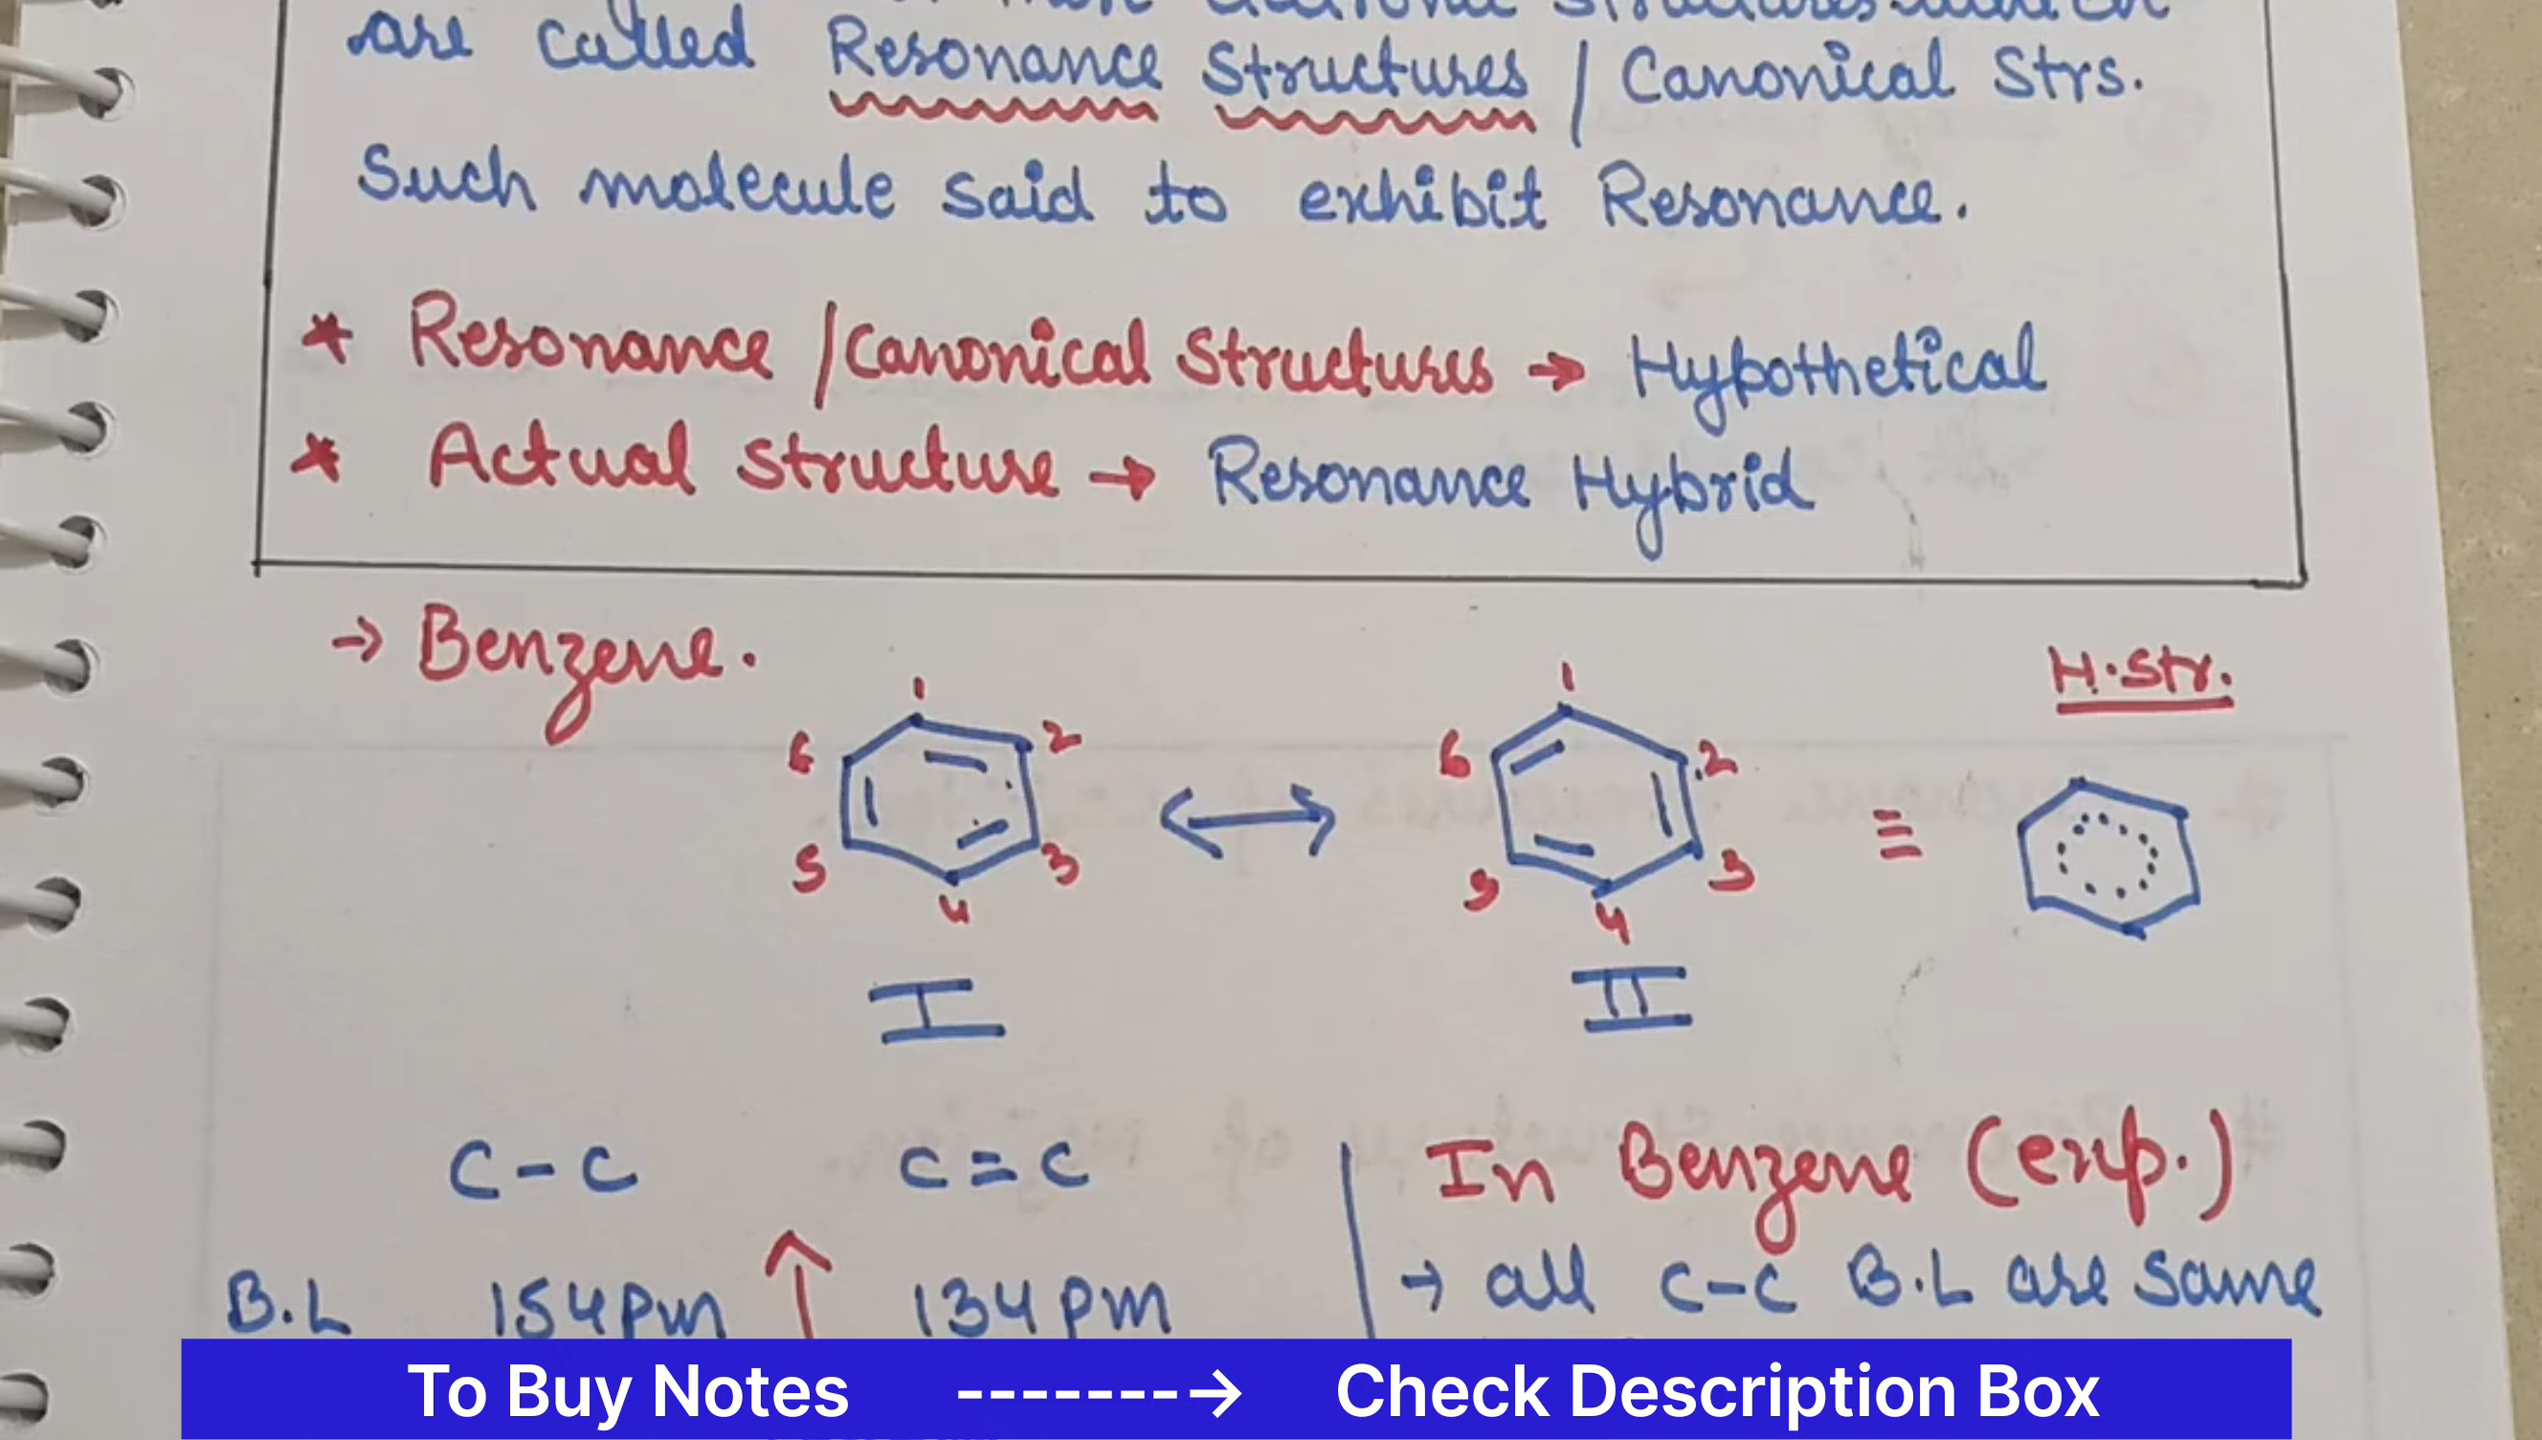 are called Resonance Structures / Canonical Strs.
Such molecule said to exhibit Resonance.
* Resonance / Canonical Structures → Hypothetical
* Actual Structure → Resonance Hybrid
→ Benzene.
H.Str.
1 2 3 4 5 6
1 2 3 4 5 6
≡
I II
C-C C=C
B.L 154pm ↑ 134pm
In Benzene (exp.)
→ all C-C B.L are same
To Buy Notes -------→ Check Description Box